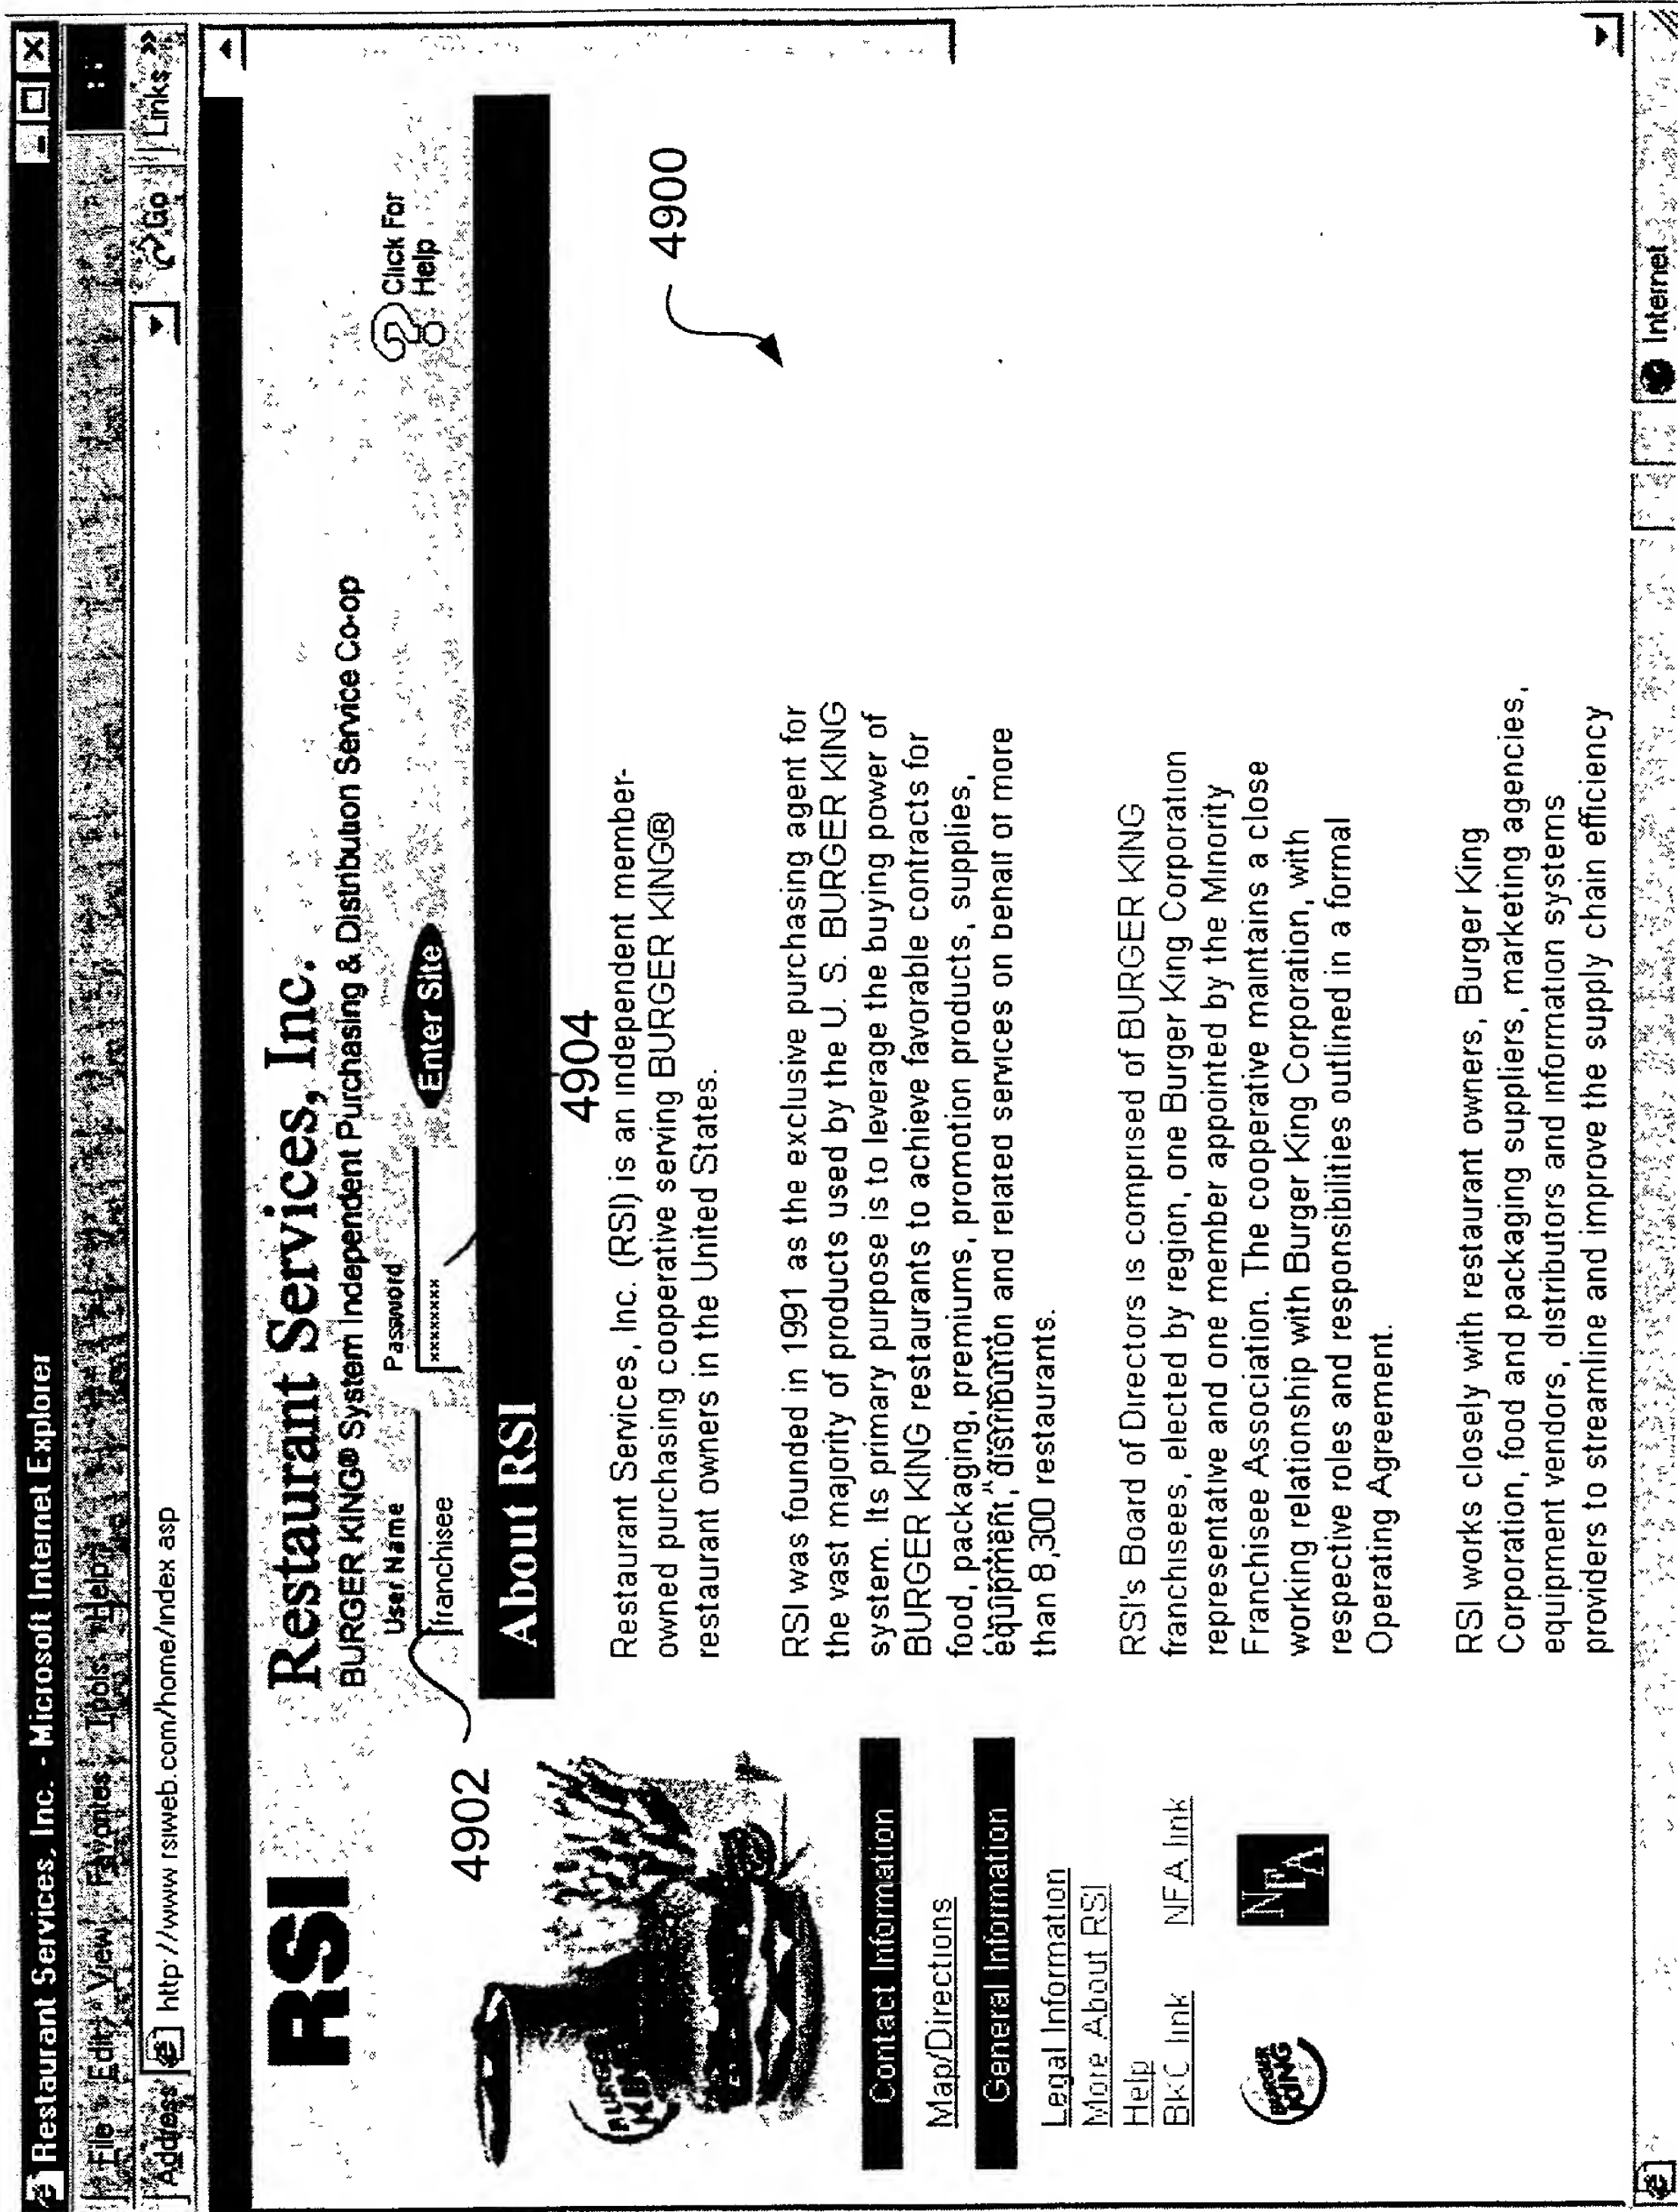 Restaurant Services, Inc. - Microsoft Internet Explorer
File Edit View Favorites Tools Help
Address http://www rsiweb.com/home/index asp Go Links »
RSI
Restaurant Services, Inc.
BURGER KING® System Independent Purchasing & Distribution Service Co-op
User Name Password
franchisee xxxxxxxx Enter Site
Click For
Help
4902
4904
4900
About RSI
Restaurant Services, Inc. (RSI) is an independent member-
owned purchasing cooperative serving BURGER KING®
restaurant owners in the United States.
RSI was founded in 1991 as the exclusive purchasing agent for
the vast majority of products used by the U. S. BURGER KING
system. Its primary purpose is to leverage the buying power of
BURGER KING restaurants to achieve favorable contracts for
food, packaging, premiums, promotion products, supplies,
equipment, distribution and related services on behalf of more
than 8,300 restaurants.
RSI's Board of Directors is comprised of BURGER KING
franchisees, elected by region, one Burger King Corporation
representative and one member appointed by the Minority
Franchisee Association. The cooperative maintains a close
working relationship with Burger King Corporation, with
respective roles and responsibilities outlined in a formal
Operating Agreement.
RSI works closely with restaurant owners, Burger King
Corporation, food and packaging suppliers, marketing agencies,
equipment vendors, distributors and information systems
providers to streamline and improve the supply chain efficiency
Contact Information
Map/Directions
General Information
Legal Information
More About RSI
Help
BKC link NFA link
BURGER
KING
NFA
Internet